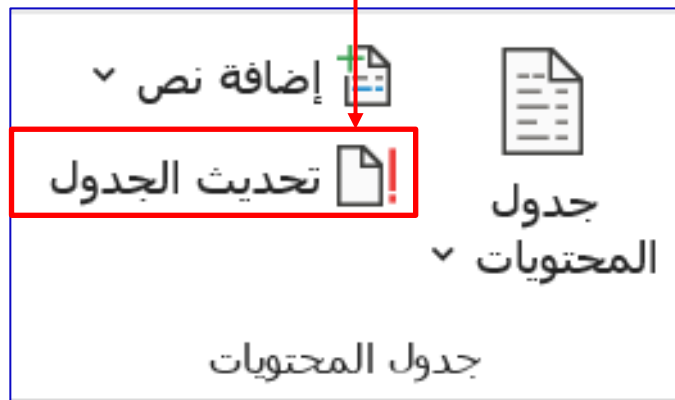 إضافة نص
تحديث الجدول
جدول
المحتويات
جدول المحتويات